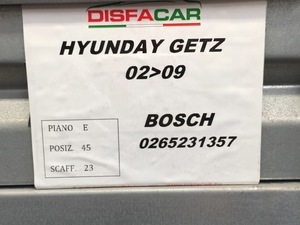 DISFACAR
HYUNDAY GETZ
02>09
BOSCH
0265231357
PIANO E
POSIZ. 45
SCAFF. 23